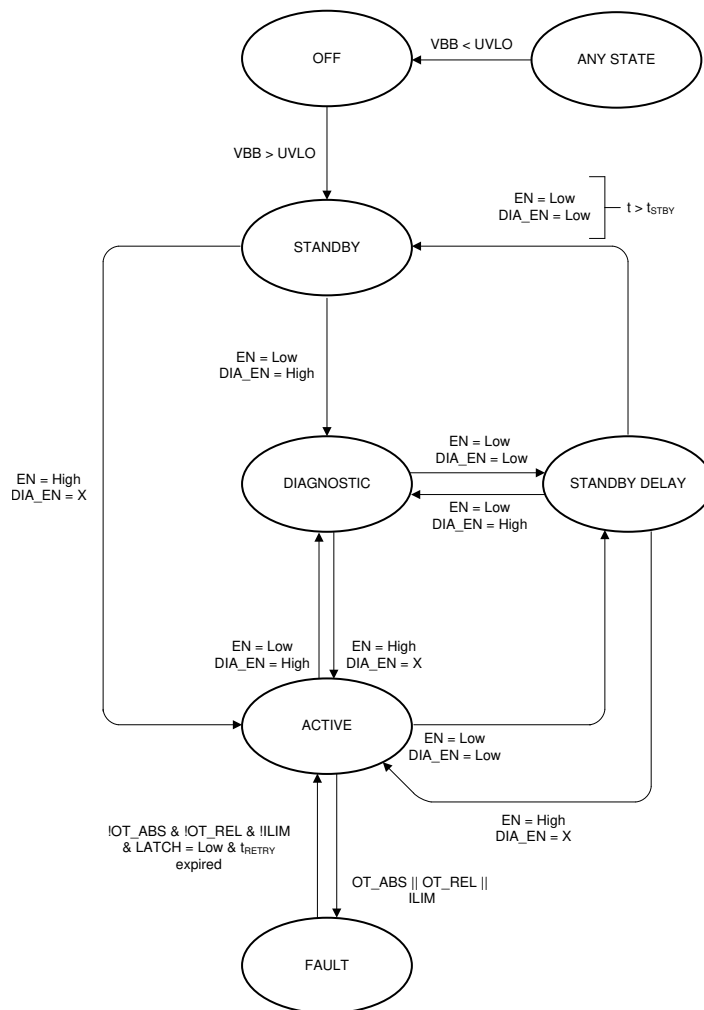 OFF
VBB < UVLO
ANY STATE
VBB > UVLO
EN = Low
DIA_EN = Low
t > tSTBY
STANDBY
EN = Low
DIA_EN = High
EN = High
DIA_EN = X
DIAGNOSTIC
EN = Low
DIA_EN = Low
EN = Low
DIA_EN = High
STANDBY DELAY
EN = Low
DIA_EN = High
EN = High
DIA_EN = X
ACTIVE
EN = Low
DIA_EN = Low
EN = High
DIA_EN = X
!OT_ABS & !OT_REL & !ILIM
& LATCH = Low & tRETRY
expired
OT_ABS || OT_REL ||
ILIM
FAULT